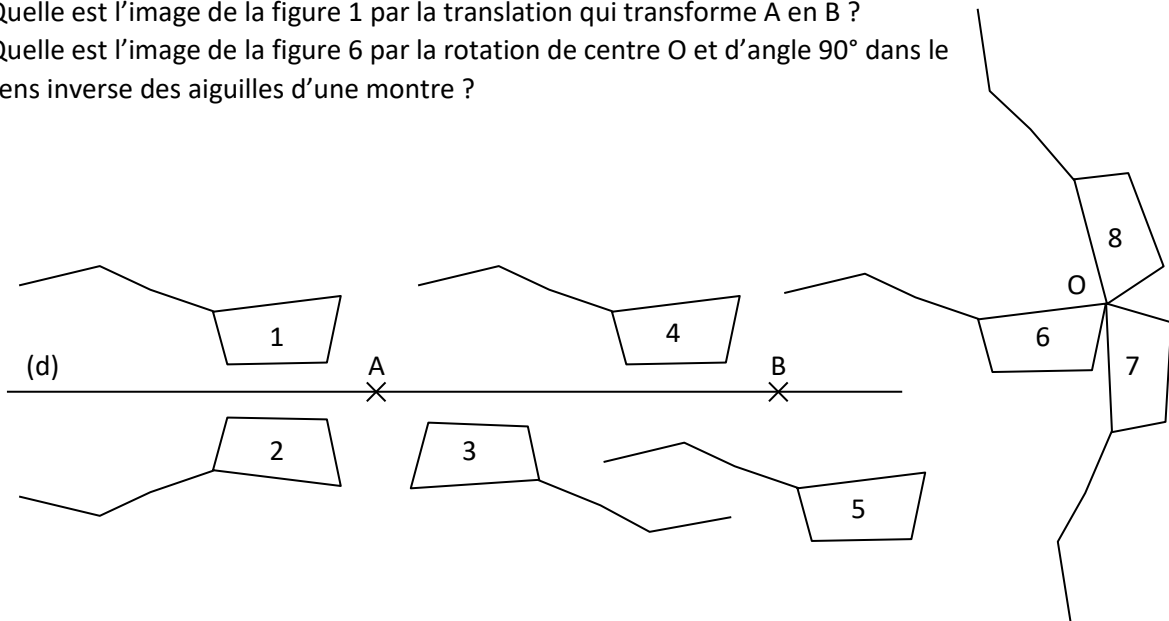 Quelle est l’image de la figure 1 par la translation qui transforme A en B ?
Quelle est l’image de la figure 6 par la rotation de centre O et d’angle 90° dans le
ens inverse des aiguilles d’une montre ?
8
O
1
4
6
(d)
A
B
7
2
3
5